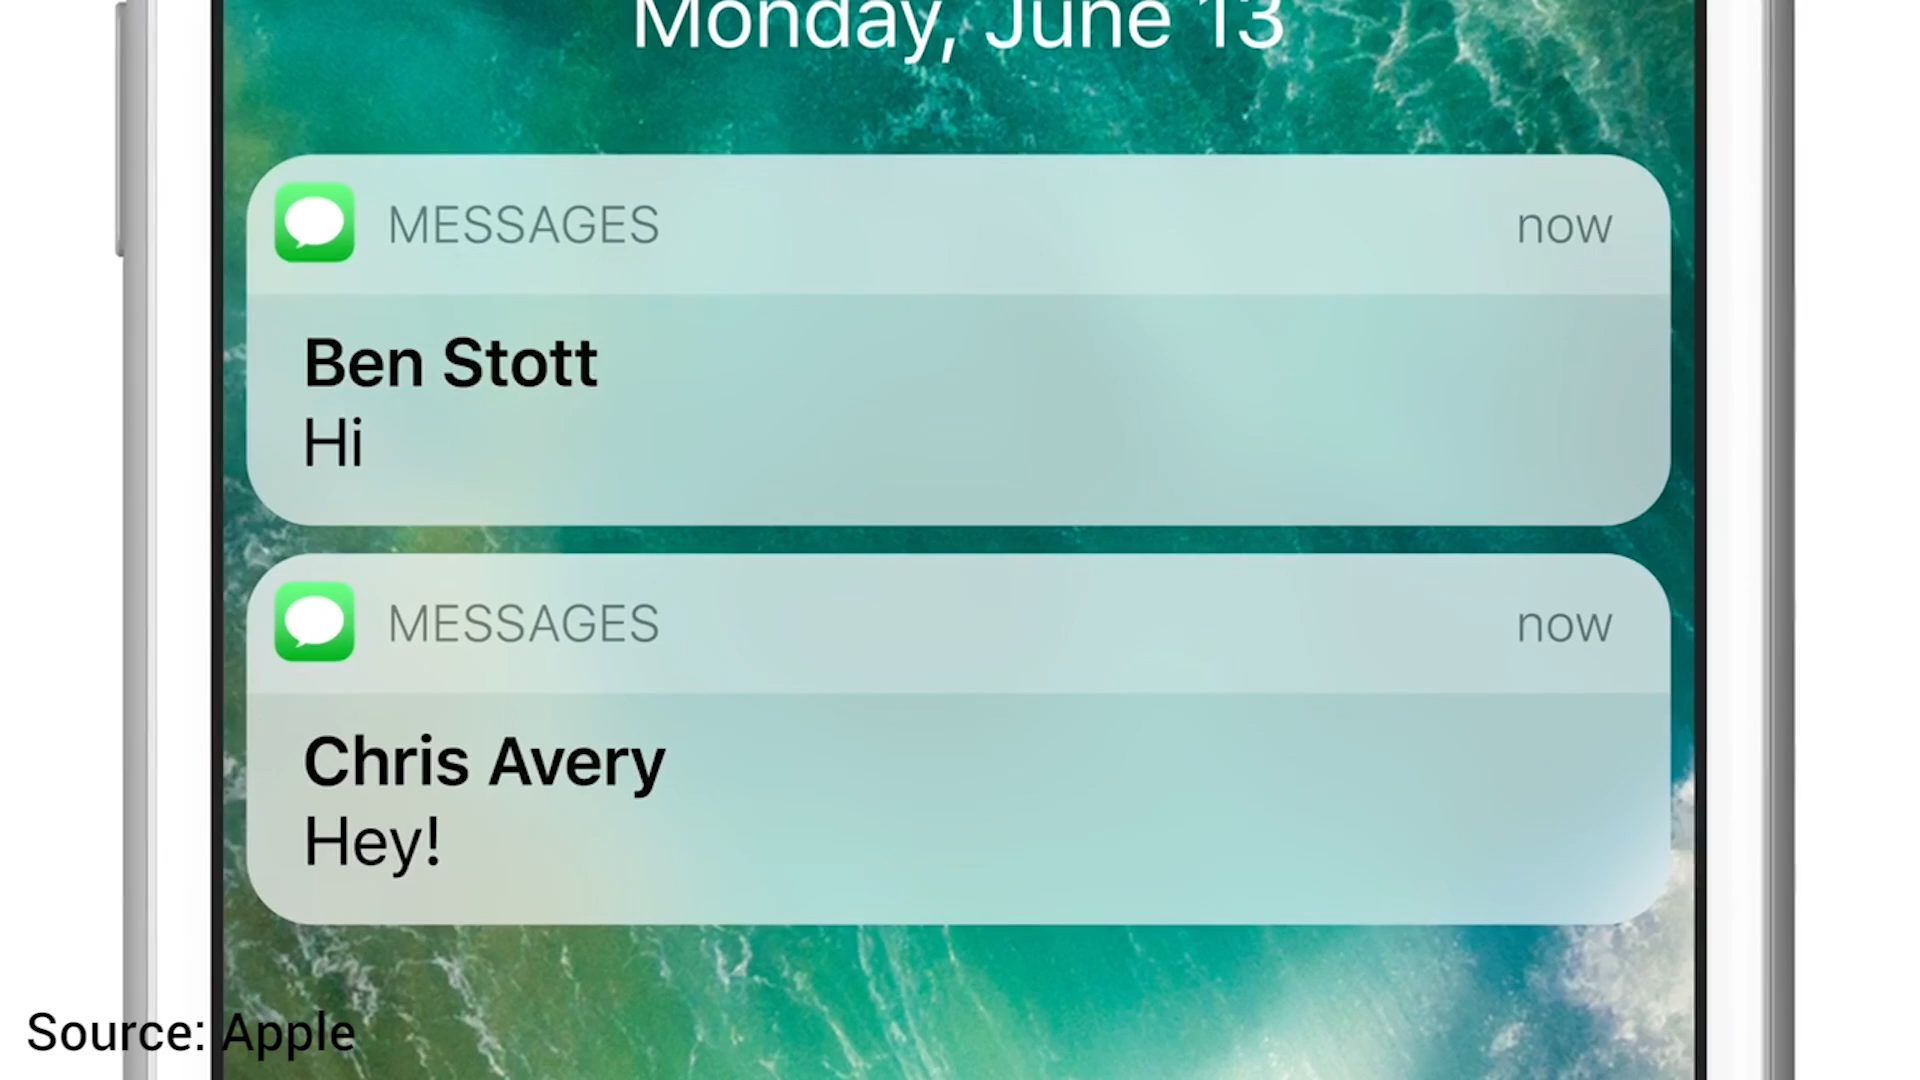 Monday, June 13
MESSAGES now
Ben Stott
Hi
MESSAGES now
Chris Avery
Hey!
Source: Apple